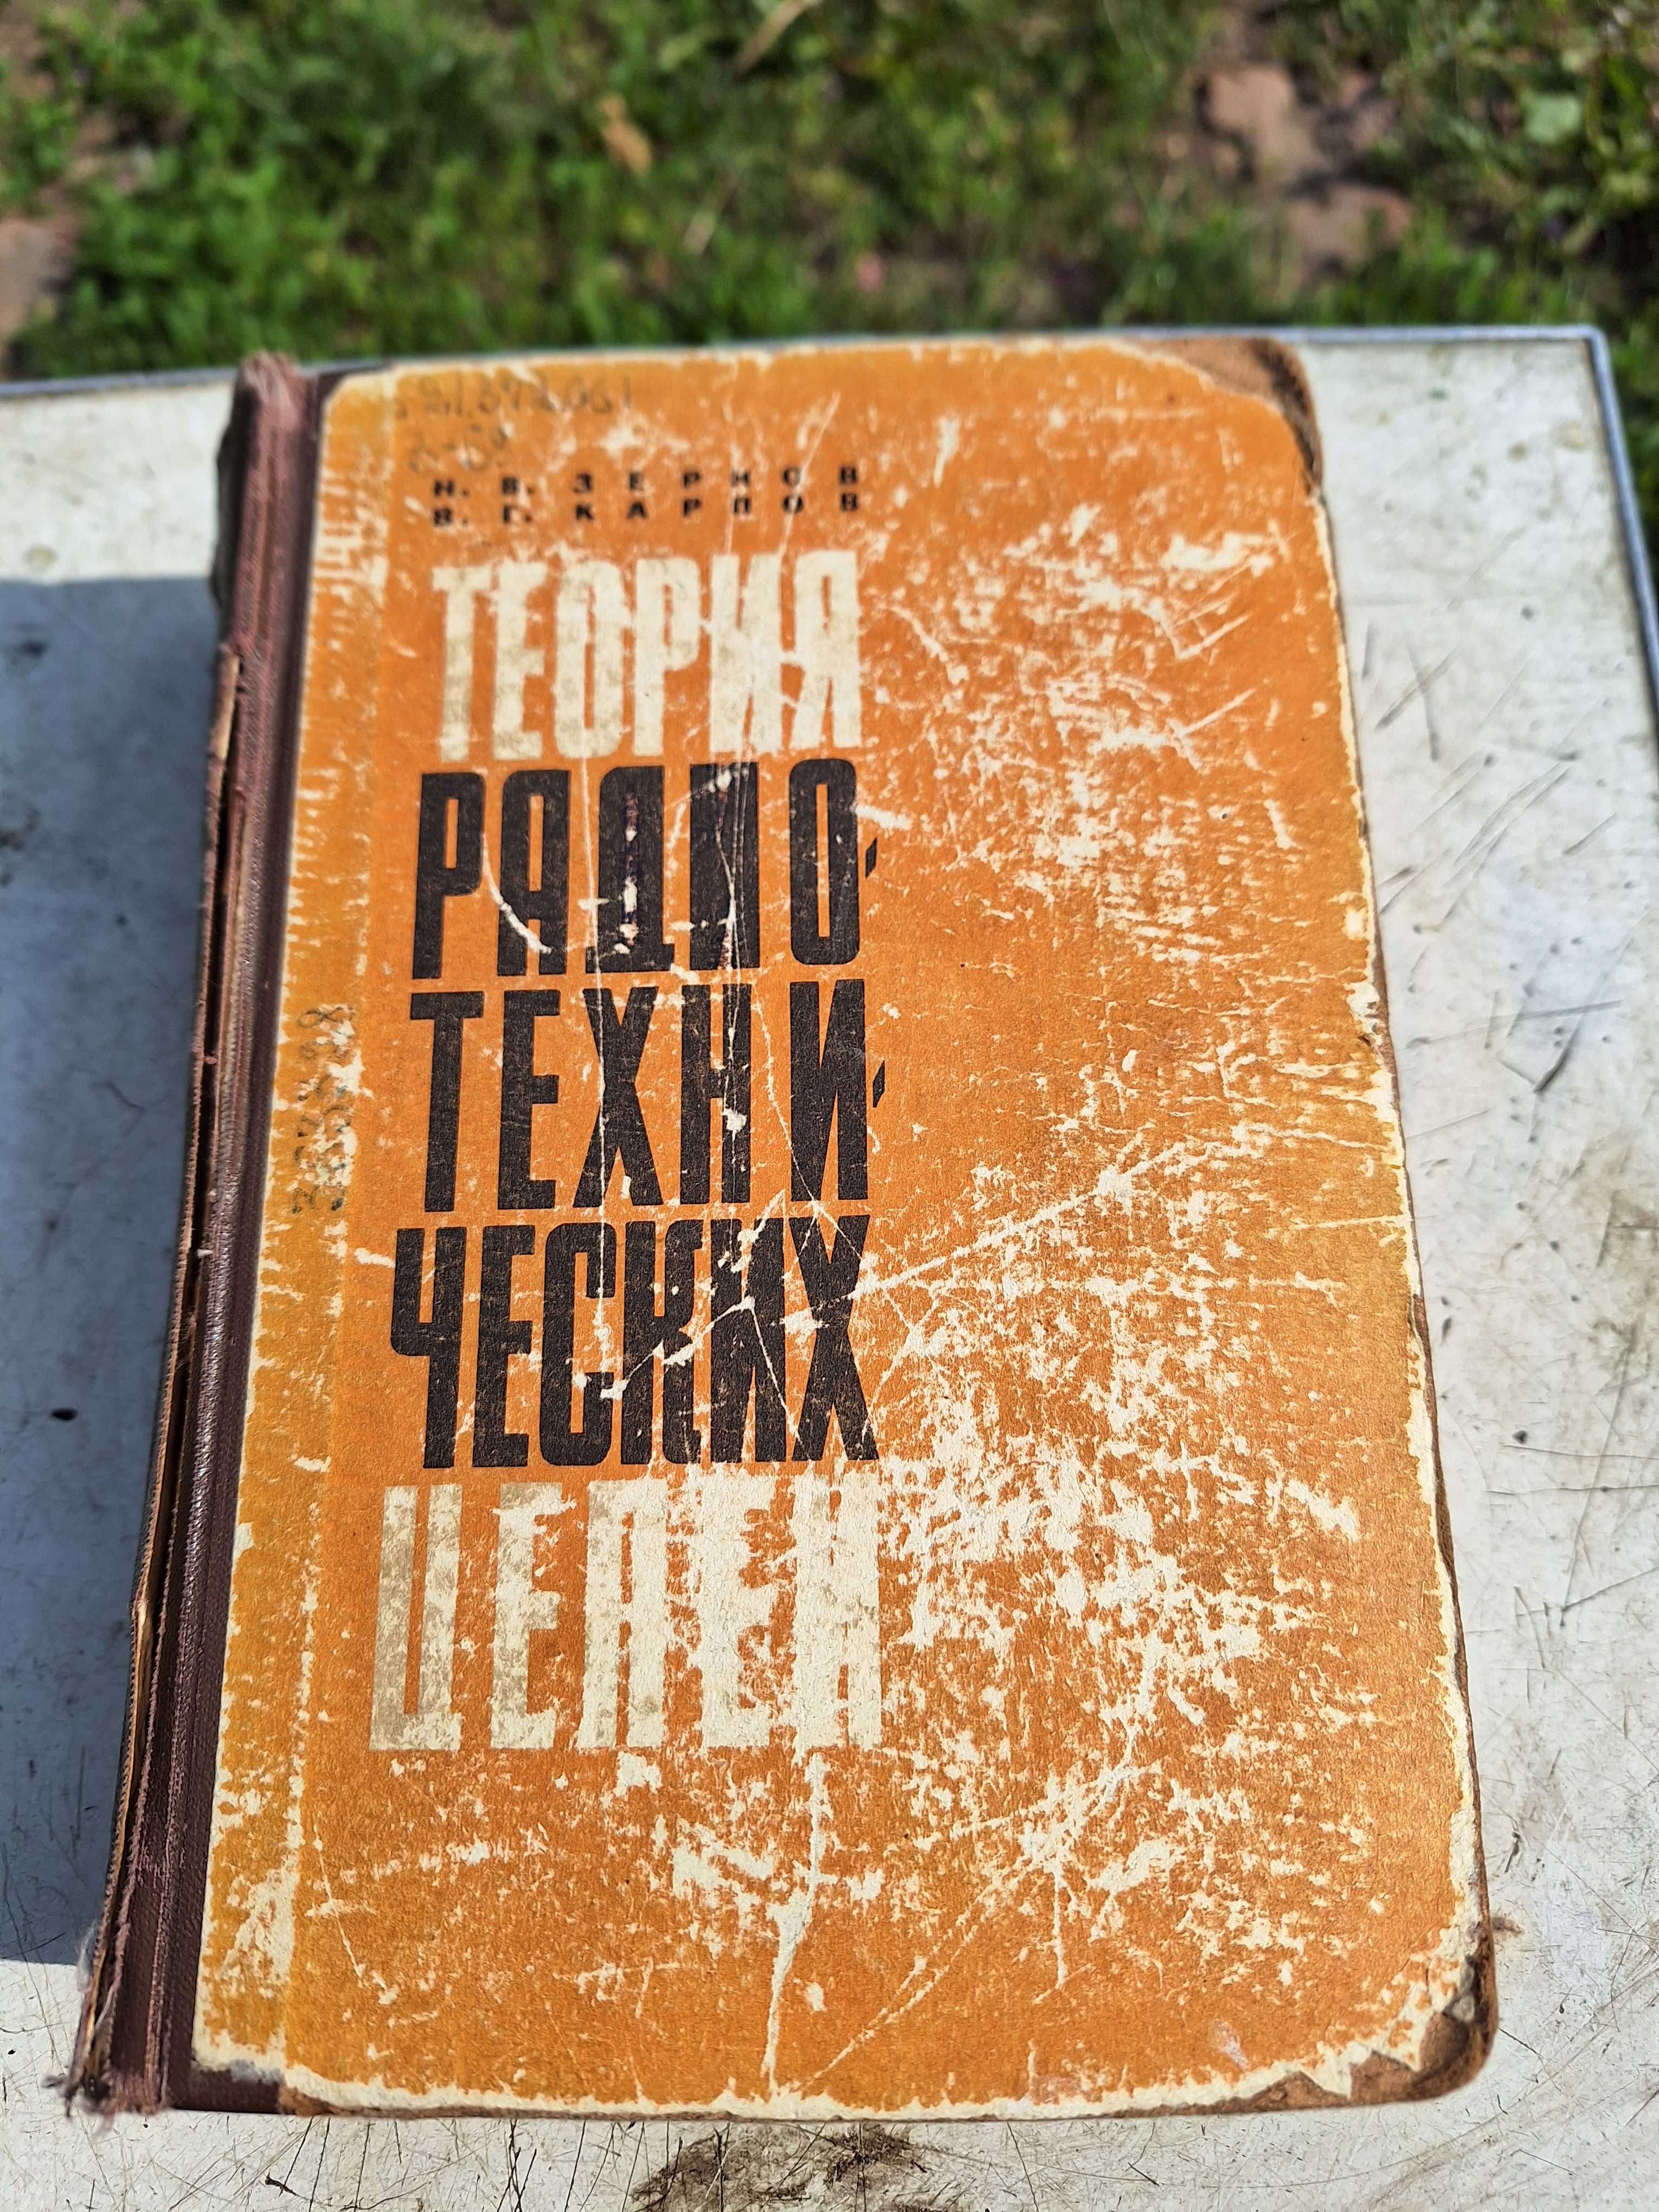 Н. В. ЗЕРНОВ
В. Г. КАРПОВ
ТЕОРИЯ
РАДИО-
ТЕХНИ-
ЧЕСКИХ
ЦЕПЕЙ